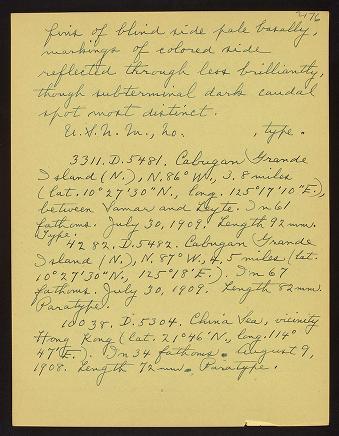 2176
fins of blind side pale basally,
markings of colored side
reflected through less brilliantly,
though subterminal dark caudal
spot most distinct.
U.S.N.M., no. , type.
3311. D. 5481. Cabugan Grande
Island (N.), N. 86° W., 3.8 miles
(lat. 10° 27' 30" N., long. 125° 17' 10" E.),
between Samar and Leyte. In 61
fathoms. July 30, 1909. Length 92 mm.
Type.
4282. D. 5482. Cabugan Grande
Island (N.), N. 87° W., 4.5 miles (lat.
10° 27' 30" N., 125° 18' E.). In 67
fathoms. July 30, 1909. Length 82 mm.
Paratype.
10038. D. 5304. China Sea, vicinity
Hong Kong (lat. 21° 46' N., long. 114°
47' E.). In 34 fathoms. August 9,
1908. Length 72 mm. Paratype.